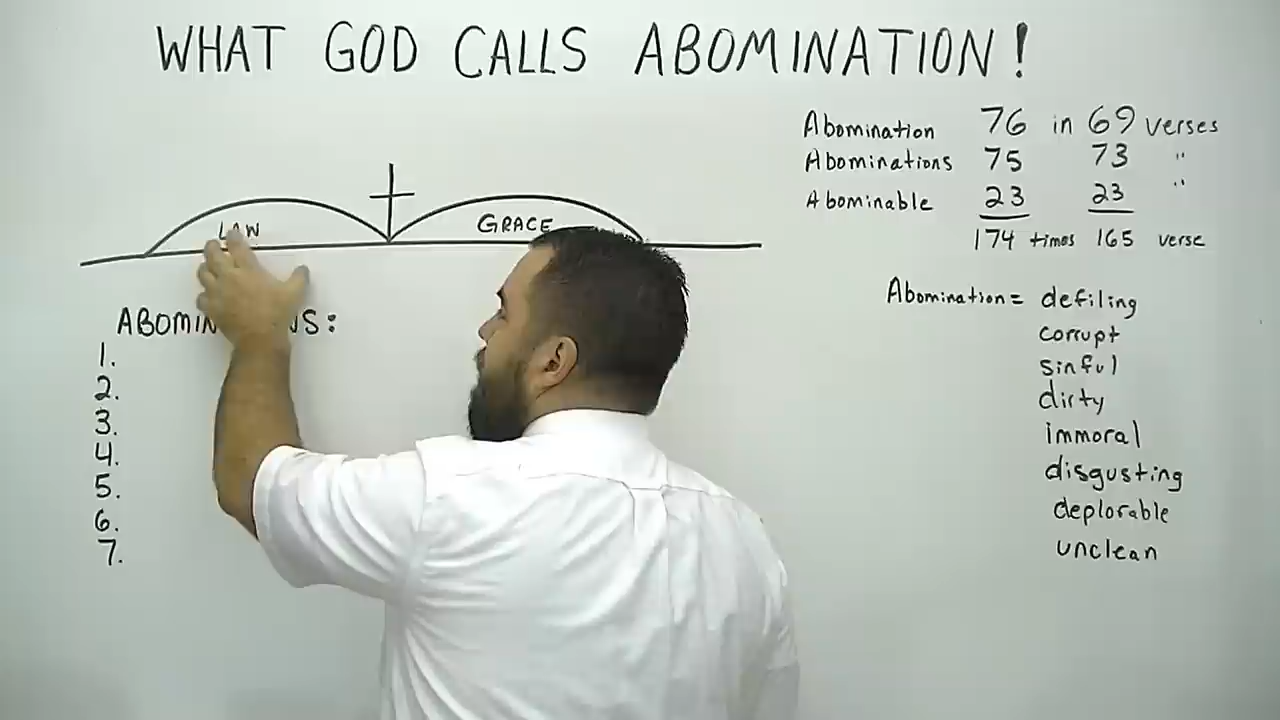 WHAT GOD CALLS ABOMINATION!
Abomination 76 in 69 verses
Abominations 75 73 "
Abominable 23 23 "
174 times 165 verse
LAW
GRACE
Abomination = defiling
corrupt
sinful
dirty
immoral
disgusting
deplorable
unclean
1.
2.
3.
4.
5.
6.
7.